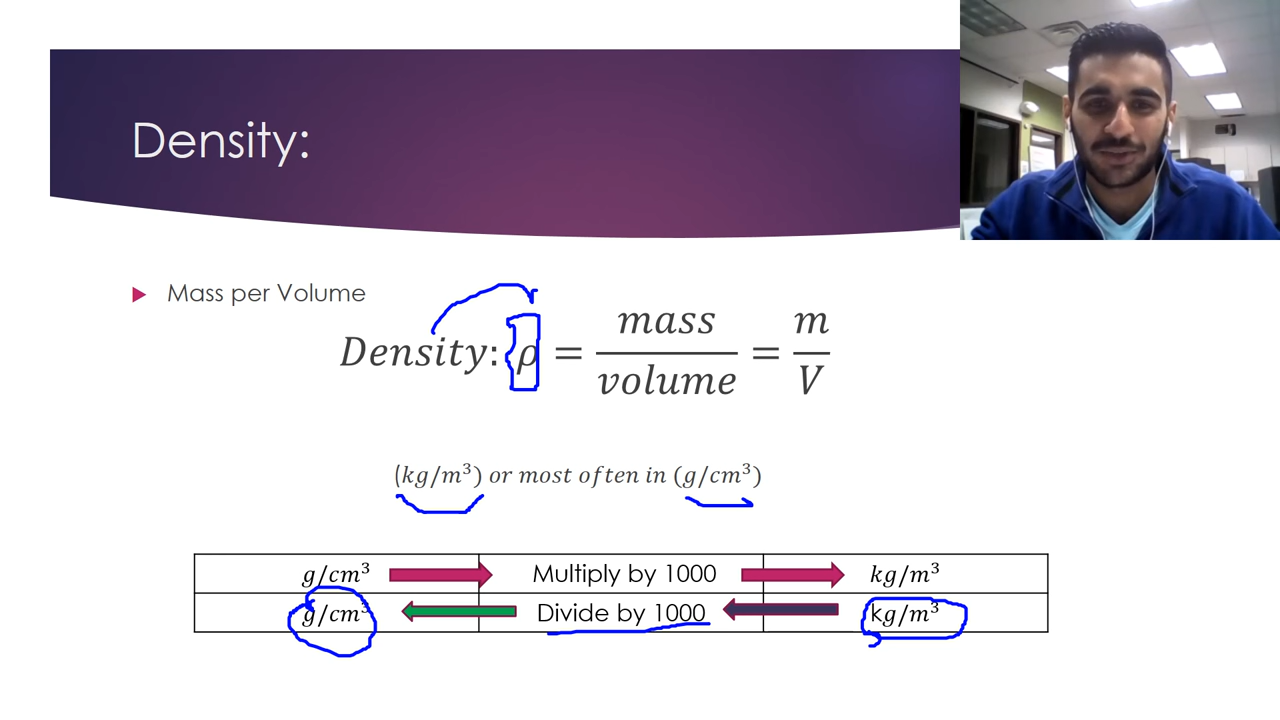 Density:
Mass per Volume
Density: ρ = mass/volume = m/V
(kg/m³) or most often in (g/cm³)
g/cm³ Multiply by 1000 kg/m³
g/cm³ Divide by 1000 kg/m³